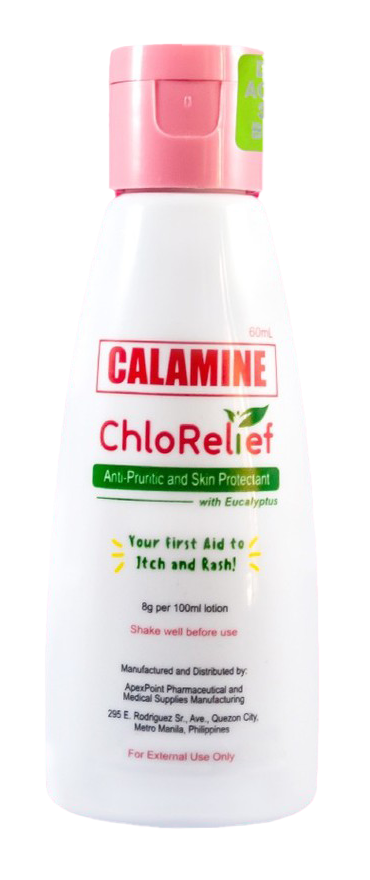 60mL
CALAMINE
ChloRelief
Anti-Pruritic and Skin Protectant
with Eucalyptus
Your First Aid to
Itch and Rash!
8g per 100ml lotion
Shake well before use
Manufactured and Distributed by:
ApexPoint Pharmaceutical and
Medical Supplies Manufacturing
295 E. Rodriguez Sr., Ave., Quezon City,
Metro Manila, Philippines
For External Use Only